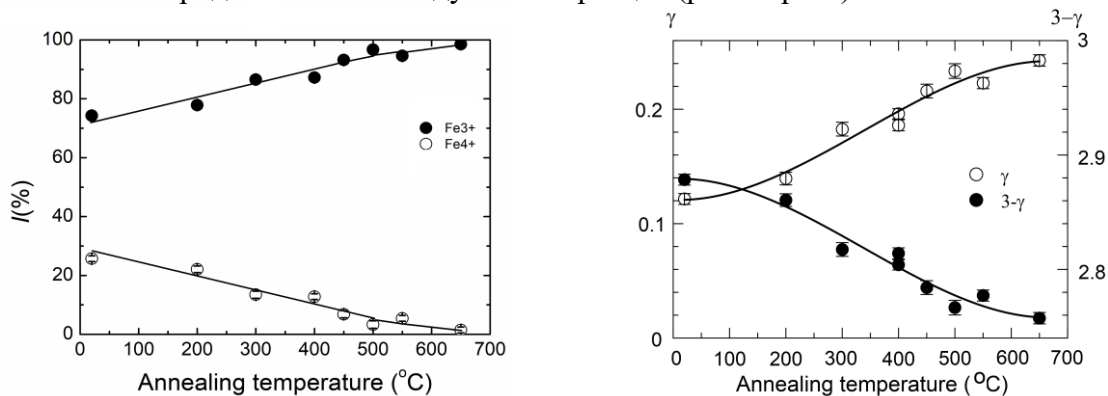 γ
3–γ
100
80
60
40
20
0
I(%)
Fe3+
Fe4+
0 100 200 300 400 500 600 700
Annealing temperature (°C)
3
0.2
2.9
γ
3-γ
0.1
2.8
0
0 100 200 300 400 500 600 700
Annealing temperature (°C)